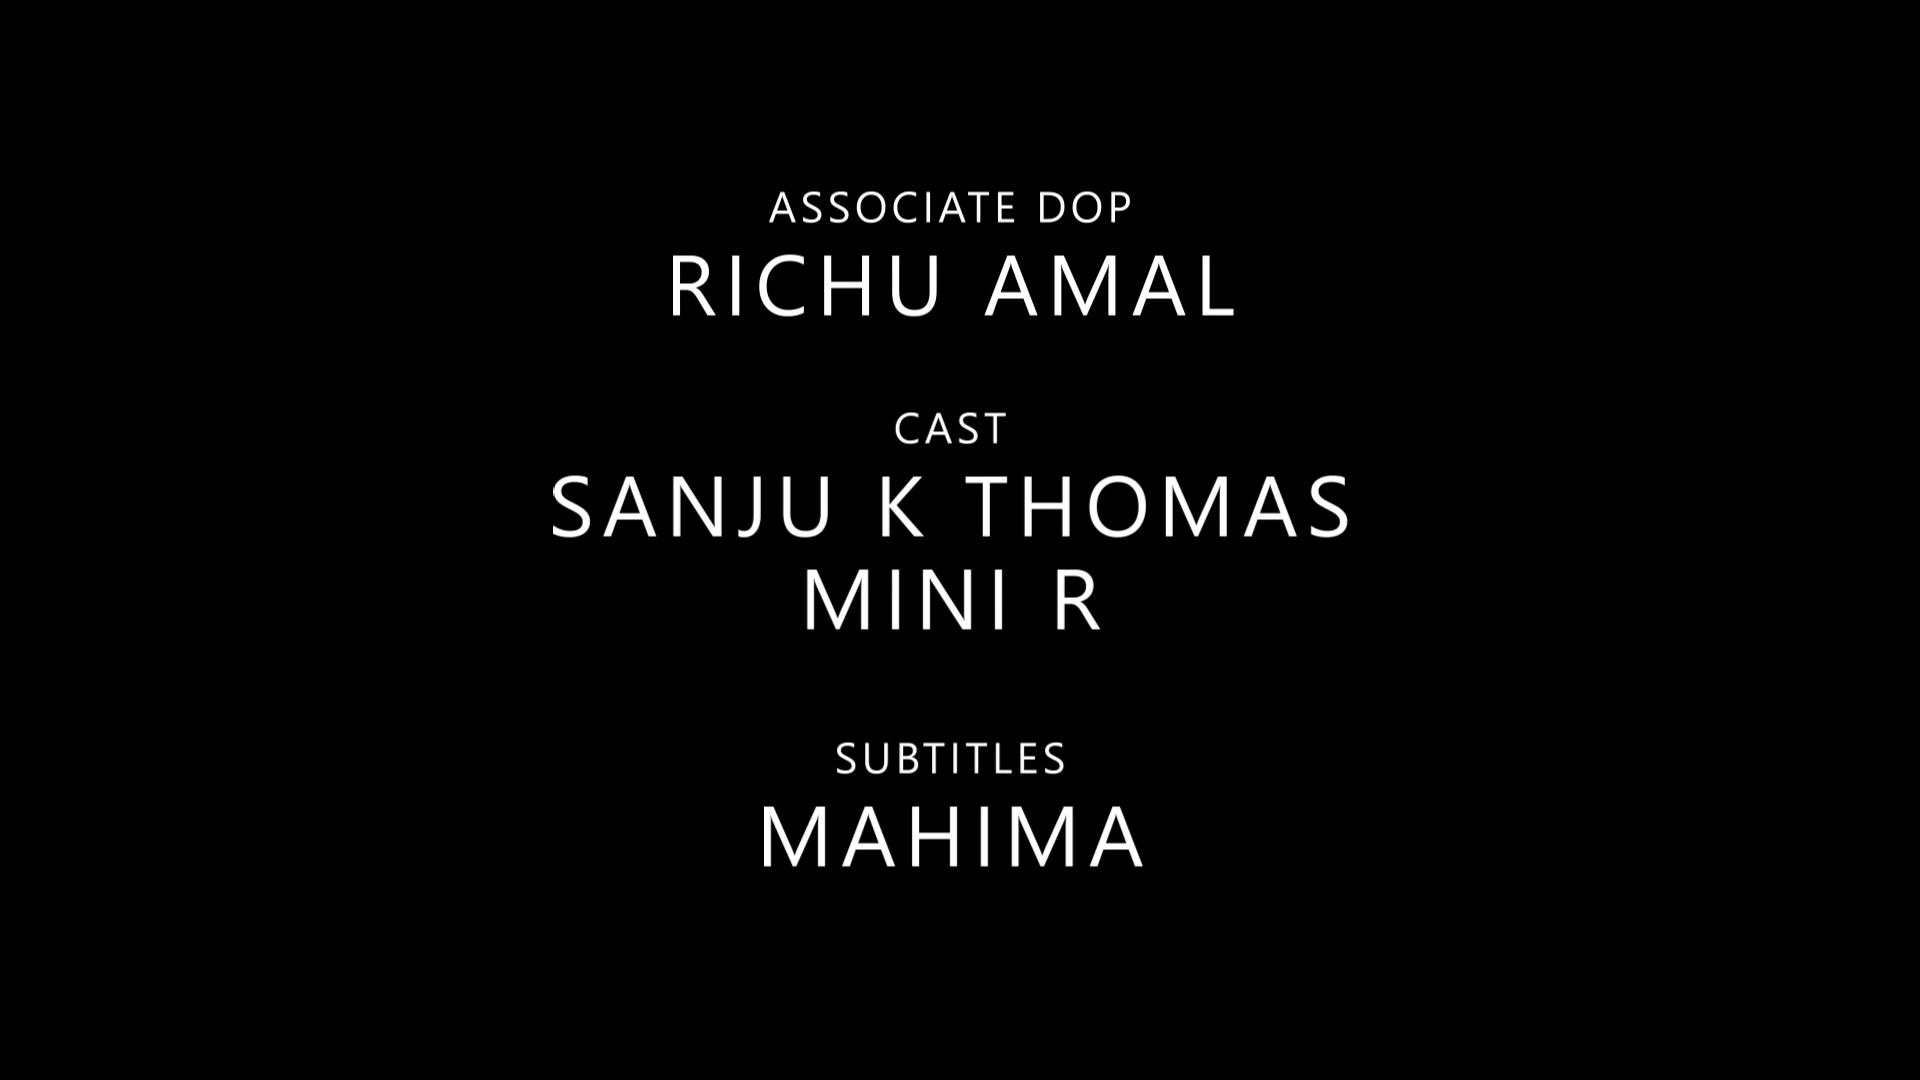 ASSOCIATE DOP
RICHU AMAL
CAST
SANJU K THOMAS
MINI R
SUBTITLES
MAHIMA